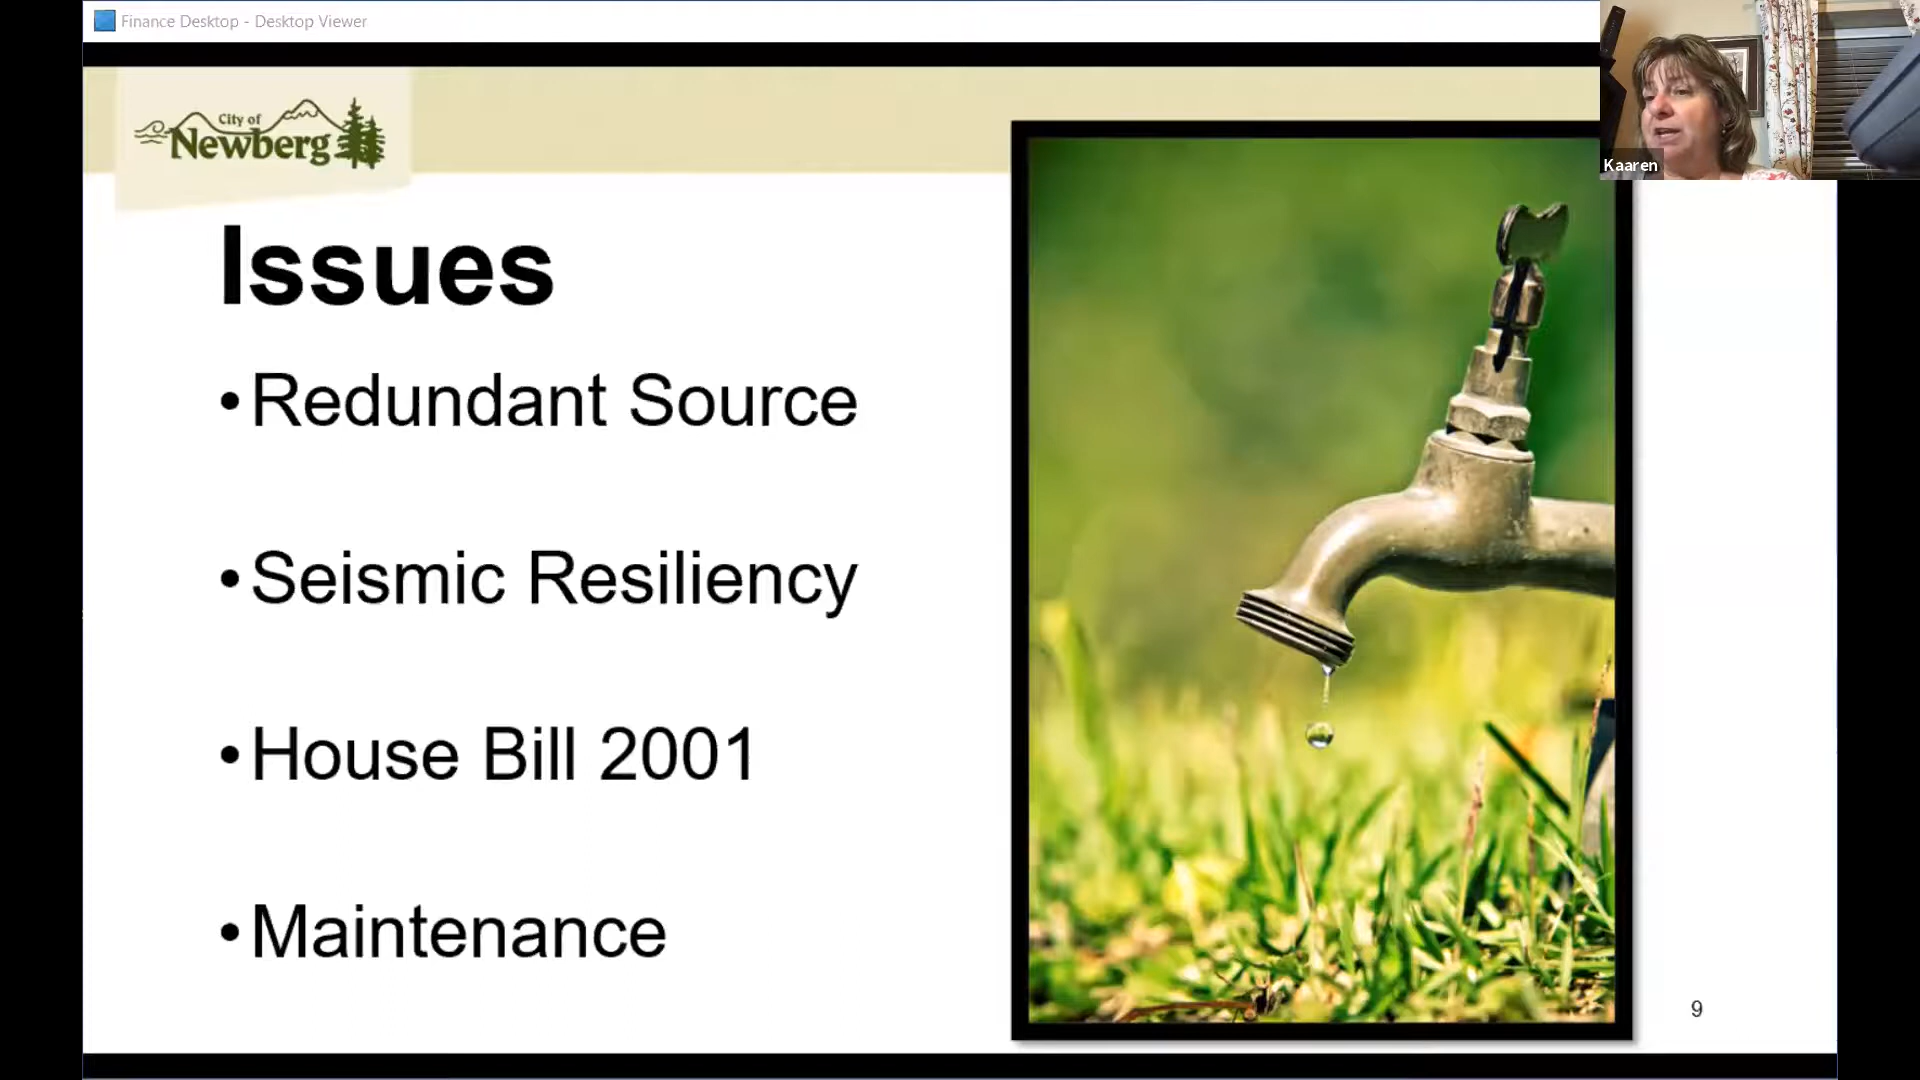 Finance Desktop - Desktop Viewer
City of
Newberg
Kaaren
Issues
•Redundant Source
•Seismic Resiliency
•House Bill 2001
•Maintenance
9